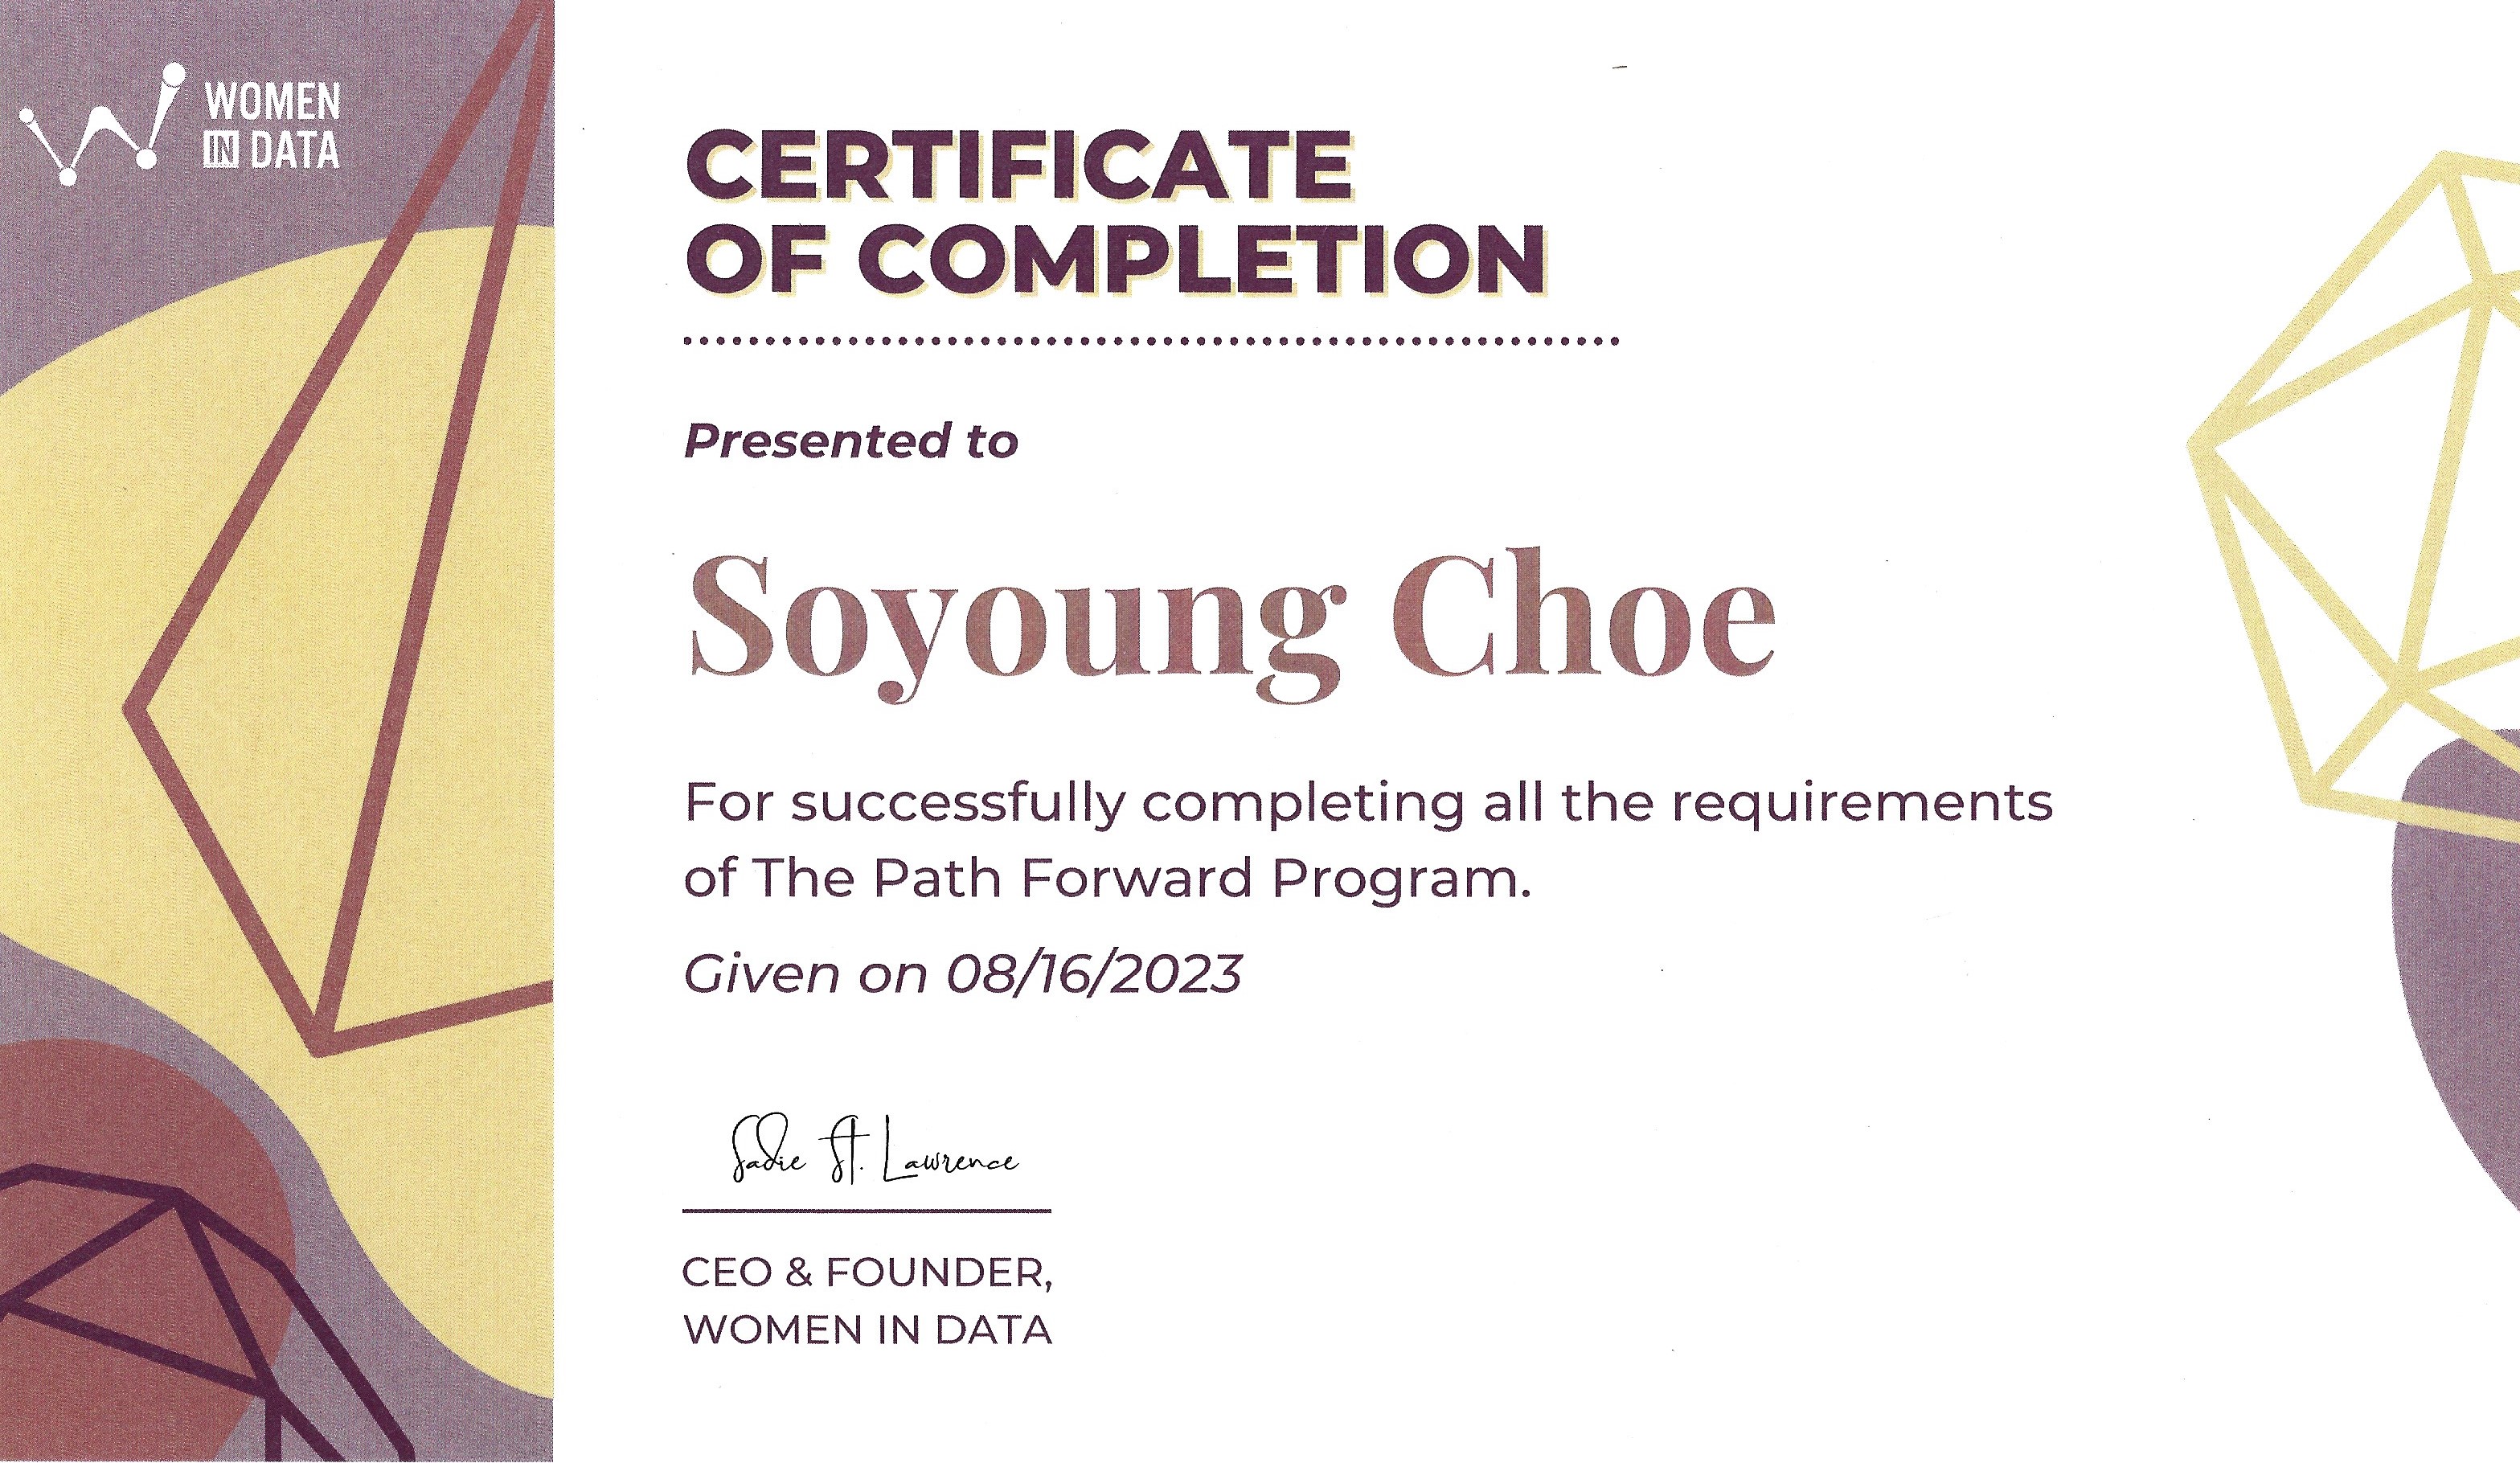 WOMEN
IN DATA
CERTIFICATE
OF COMPLETION
Presented to
Soyoung Choe
For successfully completing all the requirements
of The Path Forward Program.
Given on 08/16/2023
Sadie St. Lawrence
CEO & FOUNDER,
WOMEN IN DATA